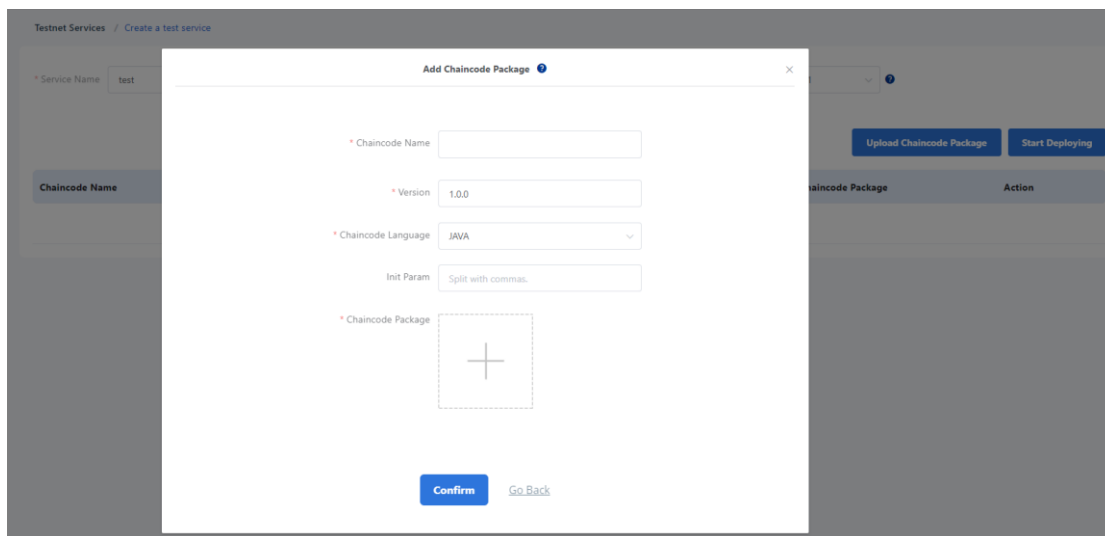 Testnet Services / Create a test service
Add Chaincode Package ?
* Service Name test
* Chaincode Name
Upload Chaincode Package Start Deploying
Chaincode Name
* Version 1.0.0
Action
Package
* Chaincode Language JAVA
Init Param Split with commas.
* Chaincode Package
Confirm Go Back